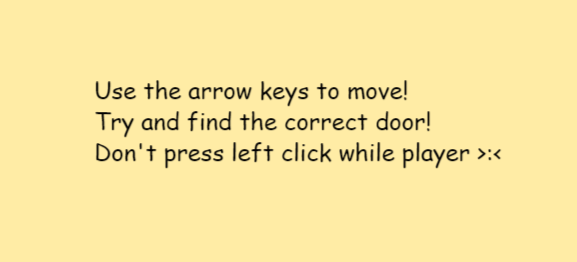 Use the arrow keys to move!
Try and find the correct door!
Don't press left click while player >:<